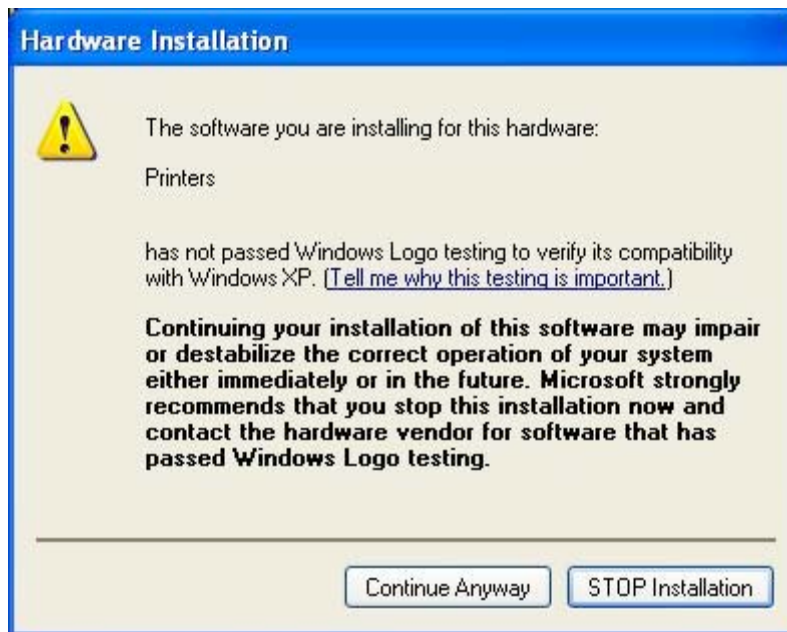 Hardware Installation
The software you are installing for this hardware:
Printers
has not passed Windows Logo testing to verify its compatibility
with Windows XP. (Tell me why this testing is important.)
Continuing your installation of this software may impair
or destabilize the correct operation of your system
either immediately or in the future. Microsoft strongly
recommends that you stop this installation now and
contact the hardware vendor for software that has
passed Windows Logo testing.
Continue Anyway
STOP Installation